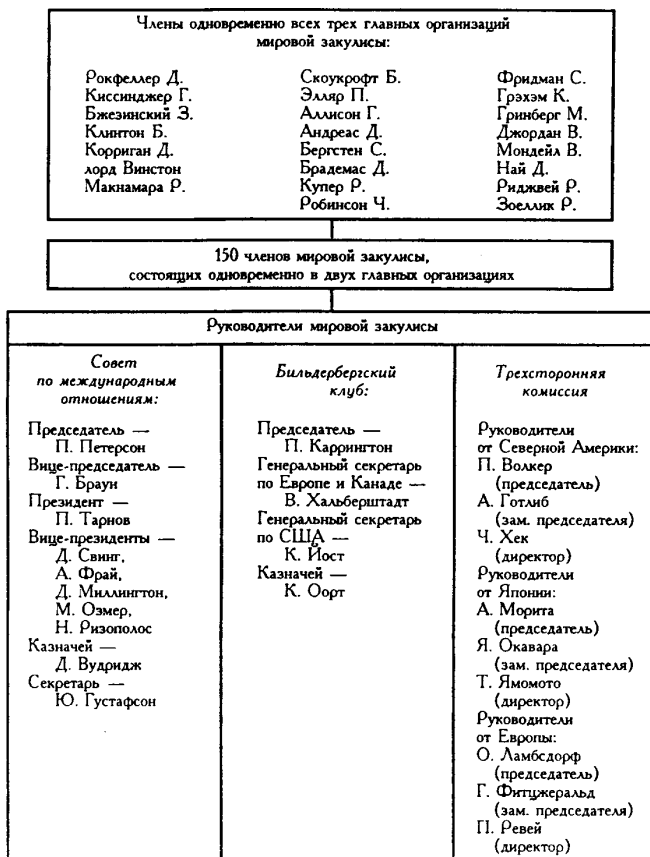 Члены одновременно всех трех главных организаций
мировой закулисы:
Рокфеллер Д.
Киссинджер Г.
Бжезинский З.
Клинтон Б.
Корриган Д.
лорд Винстон
Макнамара Р.
Скоукрофт Б.
Элляр П.
Аллисон Г.
Андреас Д.
Бергстен С.
Брадемас Д.
Купер Р.
Робинсон Ч.
Фридман С.
Грэхэм К.
Гринберг М.
Джордан В.
Мондейл В.
Най Д.
Риджвей Р.
Зоеллик Р.
150 членов мировой закулисы,
состоящих одновременно в двух главных организациях
Руководители мировой закулисы
Совет
по международным
отношениям:
Председатель —
П. Петерсон
Вице-председатель —
Г. Браун
Президент —
П. Тарнов
Вице-президенты —
Д. Свинг,
А. Фрай,
Д. Миллингтон,
М. Озмер,
Н. Ризополос
Казначей —
Д. Вудридж
Секретарь —
Ю. Густафсон
Бильдербергский
клуб:
Председатель —
П. Каррингтон
Генеральный секретарь
по Европе и Канаде —
В. Хальберштадт
Генеральный секретарь
по США —
К. Йост
Казначей —
К. Оорт
Трехсторонняя
комиссия
Руководители
от Северной Америки:
П. Волкер
(председатель)
А. Готлиб
(зам. председателя)
Ч. Хек
(директор)
Руководители
от Японии:
А. Морита
(председатель)
Я. Окавара
(зам. председателя)
Т. Ямомото
(директор)
Руководители
от Европы:
О. Ламбсдорф
(председатель)
Г. Фитцжеральд
(зам. председателя)
П. Ревей
(директор)